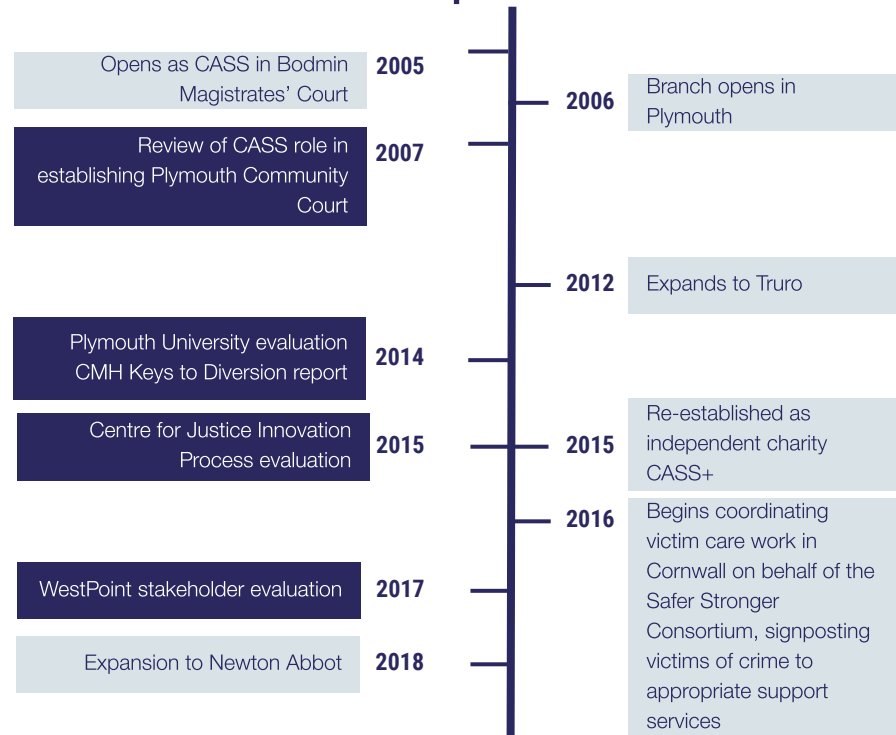 Opens as CASS in Bodmin
Magistrates’ Court
2005
2006
Branch opens in
Plymouth
Review of CASS role in
establishing Plymouth Community
Court
2007
2012
Expands to Truro
Plymouth University evaluation
CMH Keys to Diversion report
2014
Centre for Justice Innovation
Process evaluation
2015
2015
Re-established as
independent charity
CASS+
2016
Begins coordinating
victim care work in
Cornwall on behalf of the
Safer Stronger
Consortium, signposting
victims of crime to
appropriate support
services
WestPoint stakeholder evaluation
2017
Expansion to Newton Abbot
2018